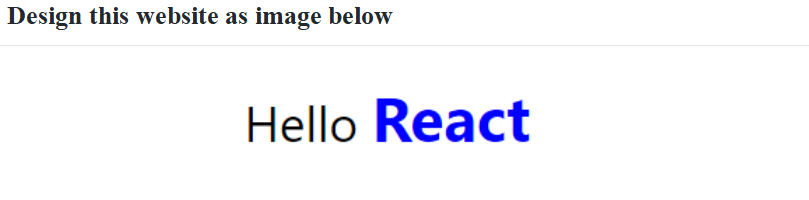 Design this website as image below
Hello React